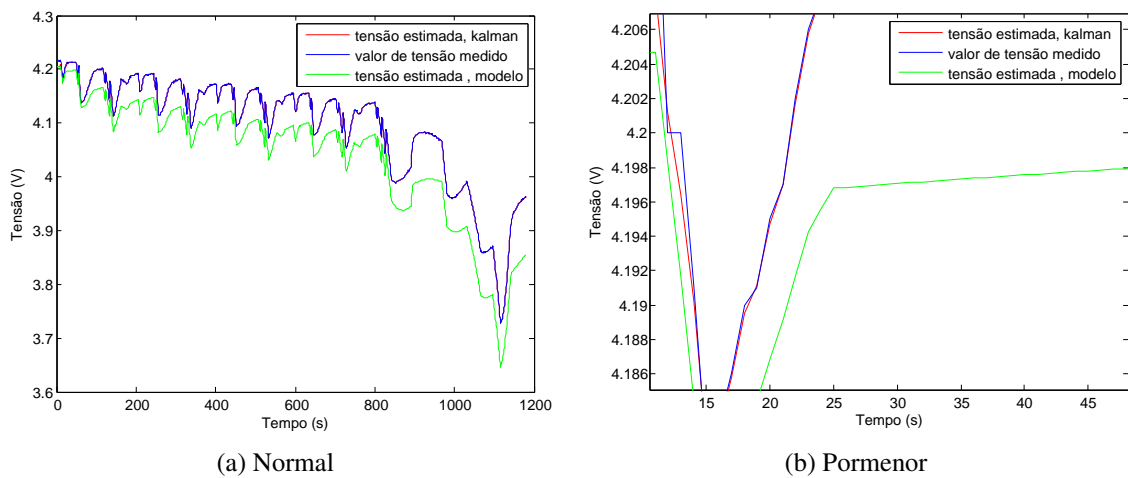 4.3
4.2
4.1
4
3.9
3.8
3.7
3.6
0
200
400
600
800
1000
1200
Tempo (s)
Tensão (V)
tensão estimada, kalman
valor de tensão medido
tensão estimada , modelo
(a) Normal
4.206
4.204
4.202
4.2
4.198
4.196
4.194
4.192
4.19
4.188
4.186
15
20
25
30
35
40
45
Tempo (s)
Tensão (V)
tensão estimada, kalman
valor de tensão medido
tensão estimada , modelo
(b) Pormenor